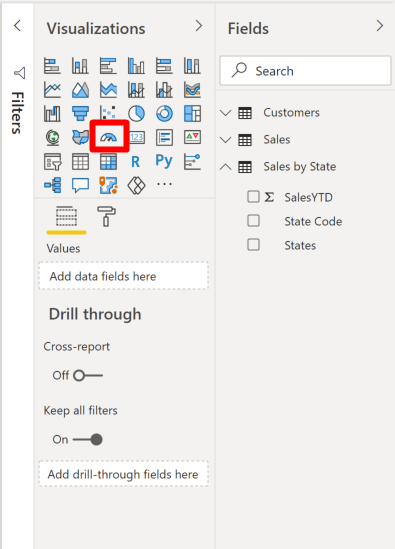 Filters
Visualizations
123
R
Py
...
Values
Add data fields here
Drill through
Cross-report
Off
Keep all filters
On
Add drill-through fields here
Fields
Search
Customers
Sales
Sales by State
Σ SalesYTD
State Code
States